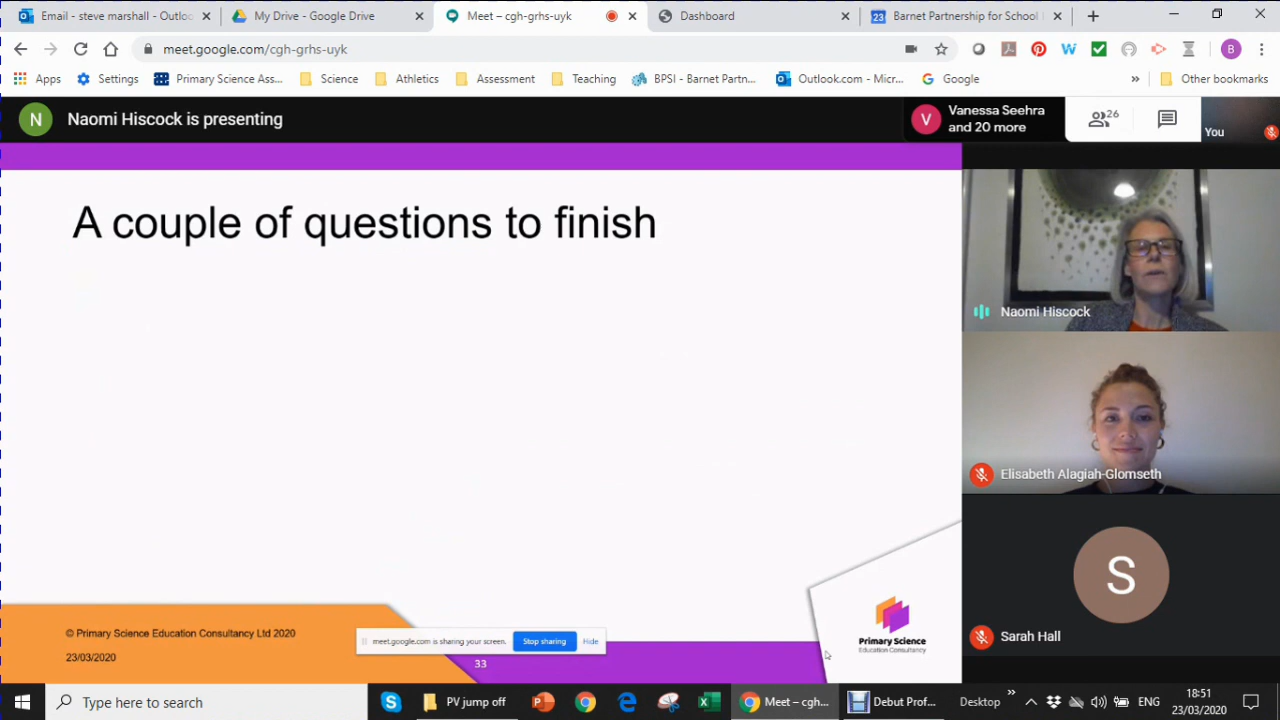 Email - steve marshall - Outloo
My Drive - Google Drive
Meet – cgh-grhs-uyk
Dashboard
Barnet Partnership for School
23
meet.google.com/cgh-grhs-uyk
W
B
Apps
Settings
Primary Science Ass...
Science
Athletics
Assessment
Teaching
BPSI - Barnet Partn...
Outlook.com - Micr...
Google
»
Other bookmarks
N
Naomi Hiscock is presenting
V
Vanessa Seehra
and 20 more
26
You
A couple of questions to finish
Naomi Hiscock
Elisabeth Alagiah-Glomseth
S
Sarah Hall
© Primary Science Education Consultancy Ltd 2020
23/03/2020
meet.google.com is sharing your screen.
Stop sharing
Hide
33
Primary Science
Education Consultancy
Type here to search
PV jump off
Meet – cgh...
Debut Prof...
Desktop
»
ENG
18:51
23/03/2020